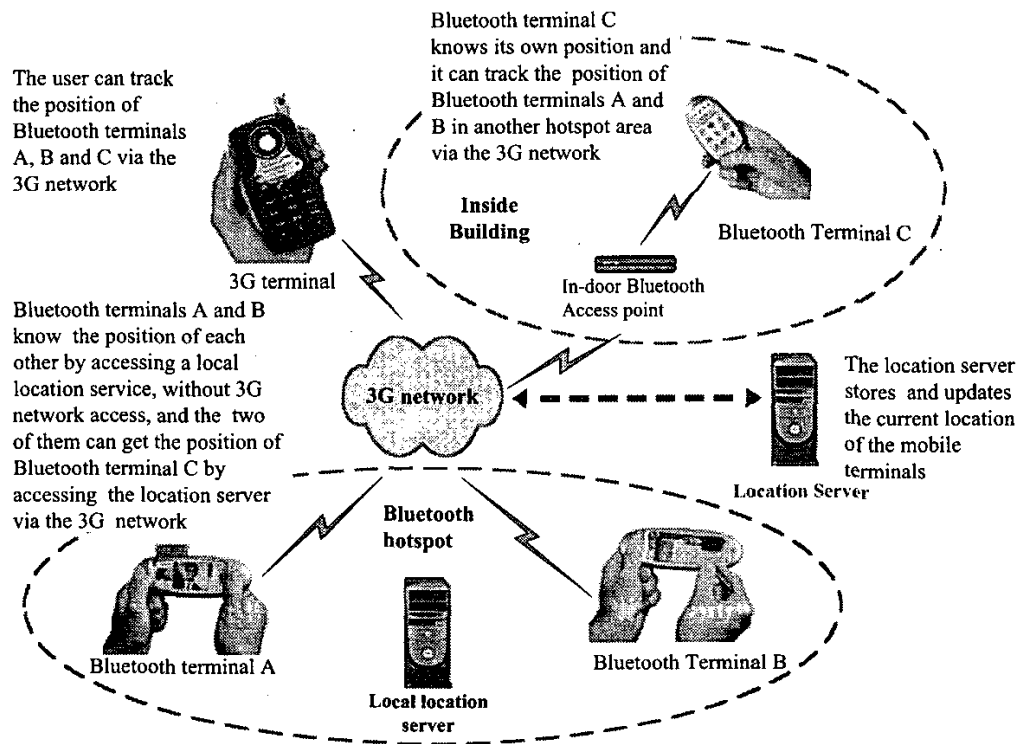 Bluetooth terminal C
knows its own position and
it can track the position of
Bluetooth terminals A and
B in another hotspot area
via the 3G network
The user can track
the position of
Bluetooth terminals
A, B and C via the
3G network
Inside
Building
Bluetooth Terminal C
3G terminal
In-door Bluetooth
Access point
Bluetooth terminals A and B
know the position of each
other by accessing a local
location service, without 3G
network access, and the two
of them can get the position of
Bluetooth terminal C by
accessing the location server
via the 3G network
3G network
The location server
stores and updates
the current location
of the mobile
terminals
Location Server
Bluetooth
hotspot
Bluetooth terminal A
Bluetooth Terminal B
Local location
server